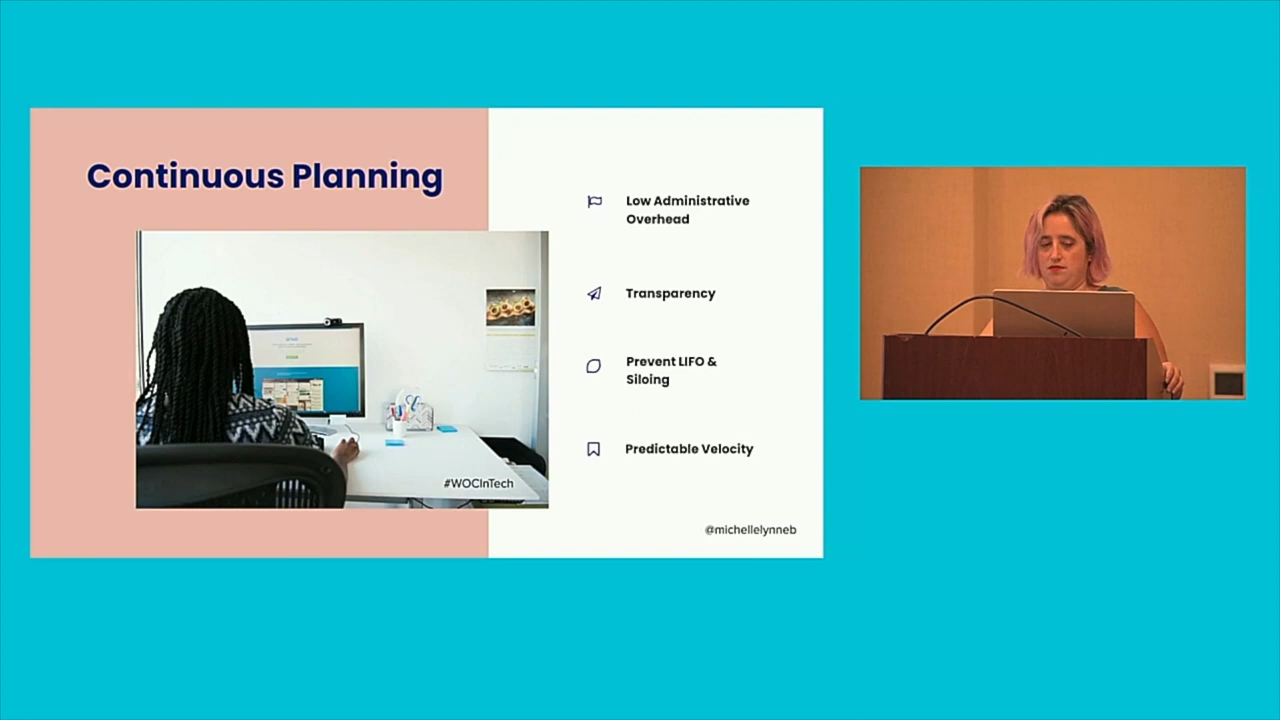 Continuous Planning
Low Administrative
Overhead
Transparency
Prevent LIFO &
Siloing
Predictable Velocity
#WOCInTech
@michellelynneb